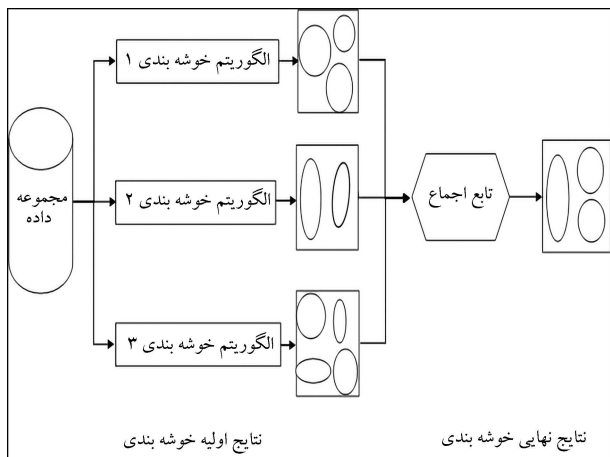 الگوریتم خوشه بندی ۱
مجموعه
داده
الگوریتم خوشه بندی ۲
تابع اجماع
الگوریتم خوشه بندی ۳
نتایج اولیه خوشه بندی
نتایج نهایی خوشه بندی